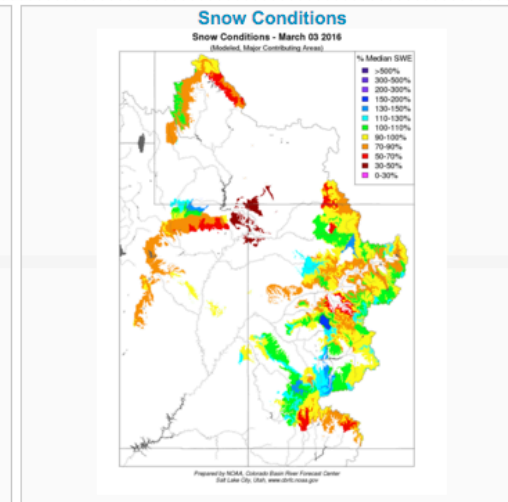 Snow Conditions
Snow Conditions - March 03 2016
(Modeled, Major Contributing Areas)
% Median SWE
>500%
300-500%
200-300%
150-200%
130-150%
110-130%
100-110%
90-100%
70-90%
50-70%
30-50%
0-30%
Prepared by NOAA, Colorado Basin River Forecast Center
Salt Lake City, Utah, www.cbrfc.noaa.gov